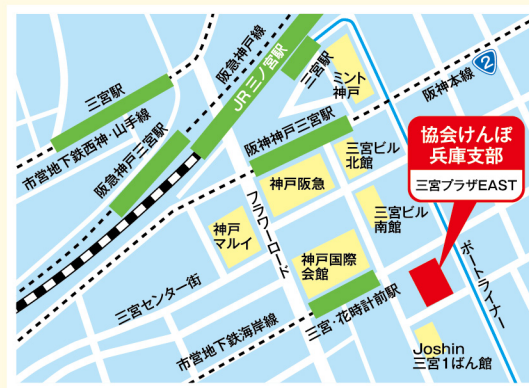 三宮駅
市営地下鉄西神・山手線
阪急神戸線
阪急神戸三宮駅
JR三ノ宮駅
三宮駅
ミント
神戸
阪神本線
2
阪神神戸三宮駅
三宮ビル
北館
協会けんぽ
兵庫支部
三宮プラザEAST
神戸阪急
神戸
マルイ
フラワーロード
三宮ビル
南館
神戸国際
会館
ポートライナー
三宮センター街
三宮・花時計前駅
市営地下鉄海岸線
Joshin
三宮1ばん館